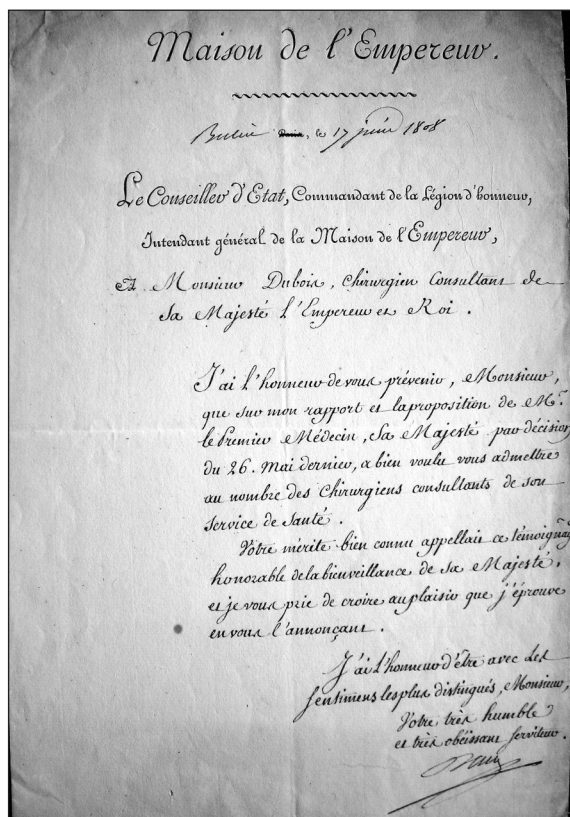 Maison de l'Empereur.
Berlin, le 17 juin 1808
Le Conseiller d'Etat, Commandant de la Légion d'honneur,
Intendant général de la Maison de l'Empereur,
A Monsieur Dubois, Chirurgien Consultant de
Sa Majesté l'Empereur et Roi.
J'ai l'honneur de vous prévenir, Monsieur,
que sur mon rapport et la proposition de Mr.
le Premier Médecin, Sa Majesté par décision
du 26. Mai dernier, a bien voulu vous admettre
au nombre des Chirurgiens consultants de son
Service de Santé.
Votre mérite bien connu appellait ce témoignag
honorable de la bienveillance de Sa Majesté.
et je vous prie de croire au plaisir que j'éprouve
en vous l'annonçant.
J'ai l'honneur d'être avec des
sentimens les plus distingués, Monsieur,
Votre très humble
et très obéissant serviteur.
Daru